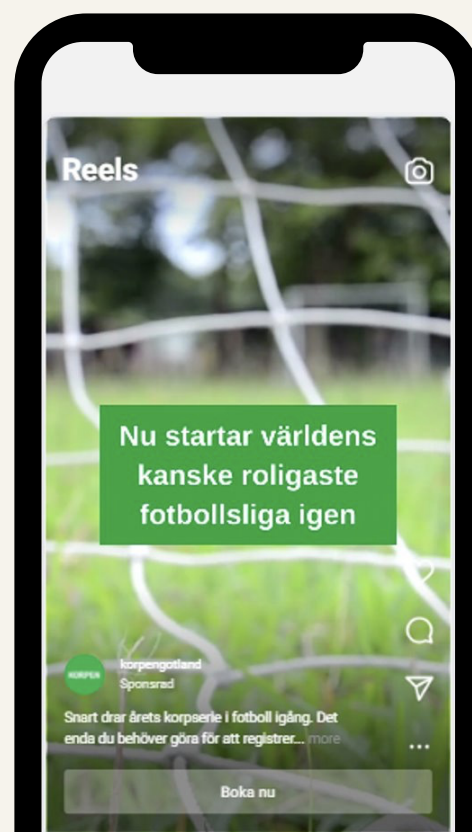 Reels
Nu startar världens
kanske roligaste
fotbollsliga igen
KORPEN
korpengotland
Sponsrad
Snart drar årets korpserie i fotboll igång. Det
enda du behöver göra för att registrer... more
Boka nu